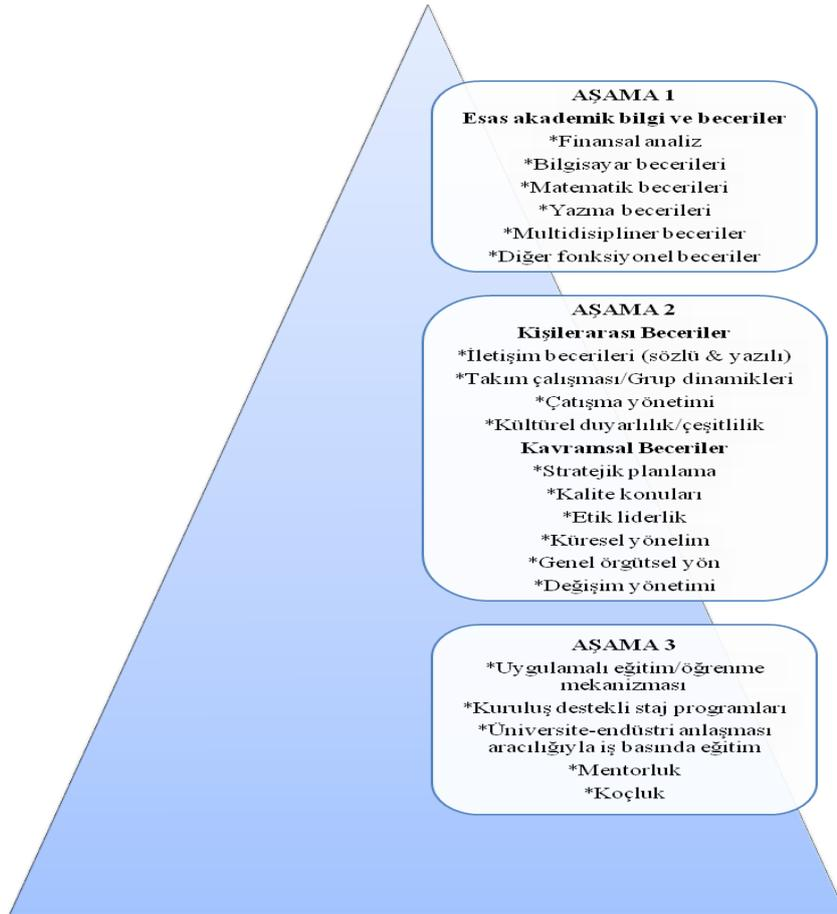 AŞAMA 1
Esas akademik bilgi ve beceriler
*Finansal analiz
*Bilgisayar becerileri
*Matematik becerileri
*Yazma becerileri
*Multidisipliner beceriler
*Diğer fonksiyonel beceriler
AŞAMA 2
Kişilerarası Beceriler
*İletişim becerileri (sözlü & yazılı)
*Takım çalışması/Grup dinamikleri
*Çatışma yönetimi
*Kültürel duyarlılık/çeşitlilik
Kavramsal Beceriler
*Stratejik planlama
*Kalite konuları
*Etik liderlik
*Küresel yönelim
*Genel örgütsel yön
*Değişim yönetimi
AŞAMA 3
*Uygulamalı eğitim/öğrenme
mekanizması
*Kuruluş destekli staj programları
*Üniversite-endüstri anlaşması
aracılığıyla iş basında eğitim
*Mentorluk
*Koçluk